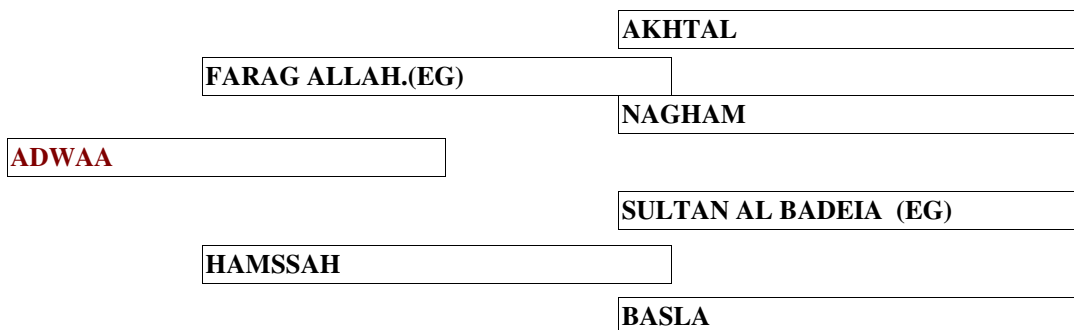 AKHTAL
FARAG ALLAH.(EG)
NAGHAM
ADWAA
SULTAN AL BADEIA (EG)
HAMSSAH
BASLA